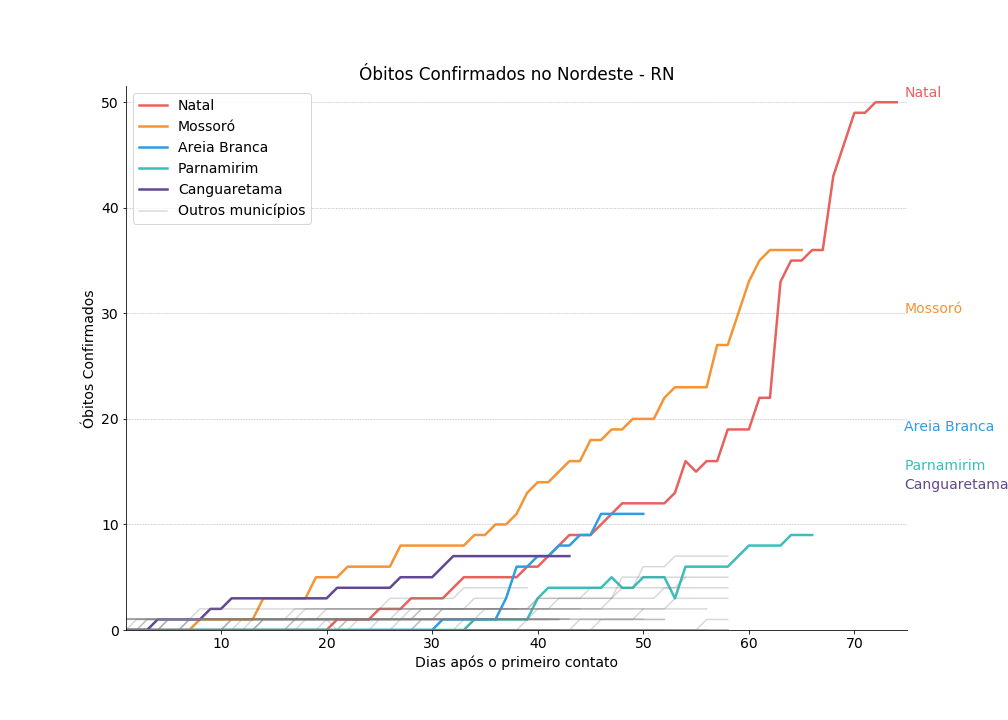 Óbitos Confirmados no Nordeste - RN
Natal
Mossoró
Areia Branca
Parnamirim
Canguaretama
Outros municípios
Natal
Mossoró
Areia Branca
Parnamirim
Canguaretama
Óbitos Confirmados
50
40
30
20
10
0
10 20 30 40 50 60 70
Dias após o primeiro contato